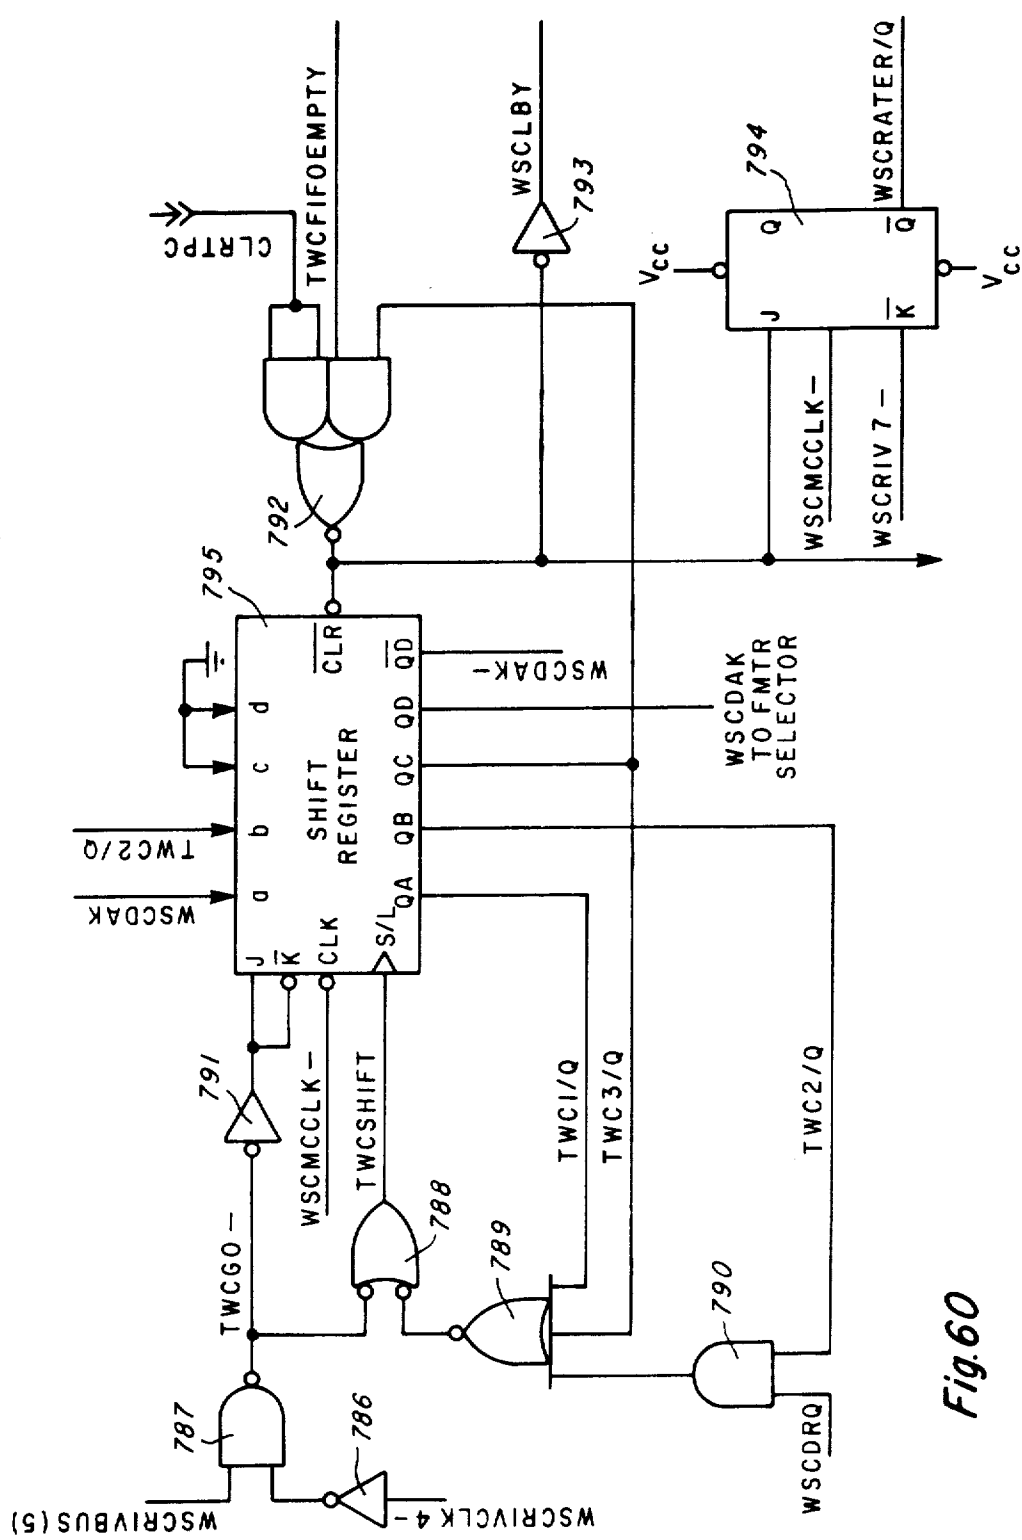 WSCRIVBUS(5)
787
WSCRIVCLK 4-
786
TWCGO-
791
WSCMCCLK-
TWCSHIFT
788
789
790
WSCDRQ
TWC1/Q
TWC3/Q
TWC2/Q
WSCDAK
TWC2/Q
795
J
K
CLK
S/L
a
b
c
d
SHIFT
REGISTER
CLR
QA
QB
QC
QD
QD
WSCDAK-
WSCDAK
TO FMTR
SELECTOR
792
CLRTPC
TWCFIFOEMPTY
WSCLBY
793
794
VCC
J
Q
K
Q
VCC
WSCMCCLK-
WSCRIV7-
WSCRATER/Q
Fig.60